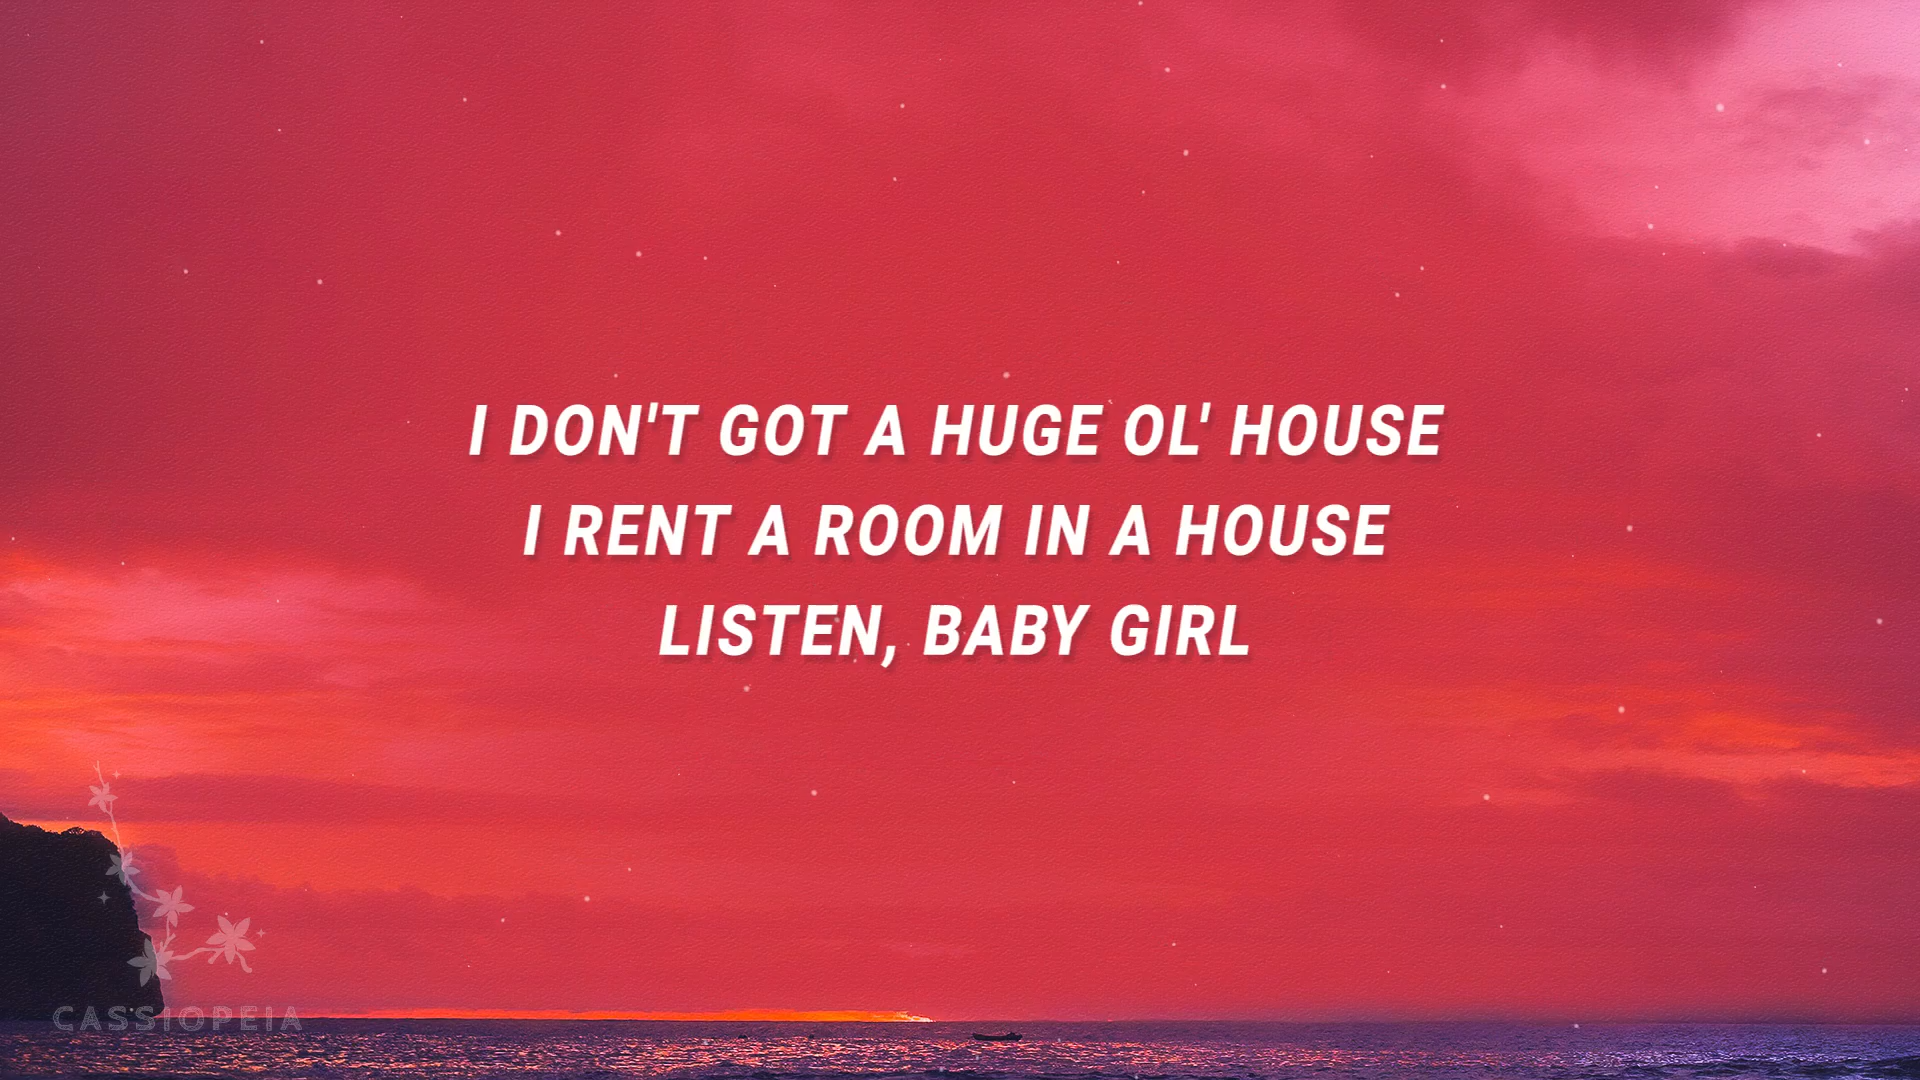 I DON'T GOT A HUGE OL' HOUSE
I RENT A ROOM IN A HOUSE
LISTEN, BABY GIRL
CASSIOPEIA